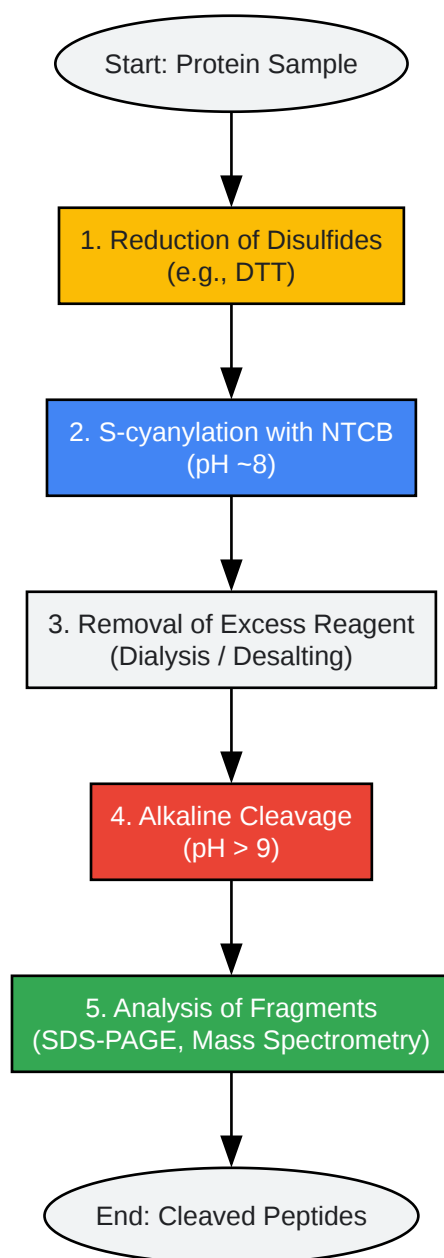 Start: Protein Sample
1. Reduction of Disulfides
(e.g., DTT)
2. S-cyanylation with NTCB
(pH ~8)
3. Removal of Excess Reagent
(Dialysis / Desalting)
4. Alkaline Cleavage
(pH > 9)
5. Analysis of Fragments
(SDS-PAGE, Mass Spectrometry)
End: Cleaved Peptides